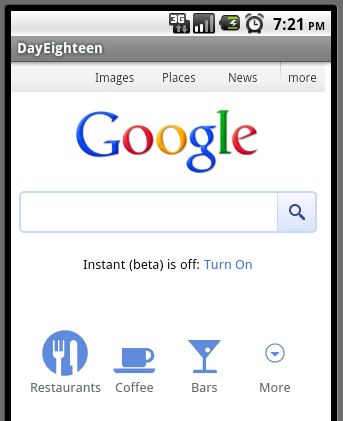 3G 7:21 PM
DayEighteen
Images Places News more
Google
Instant (beta) is off: Turn On
Restaurants Coffee Bars More